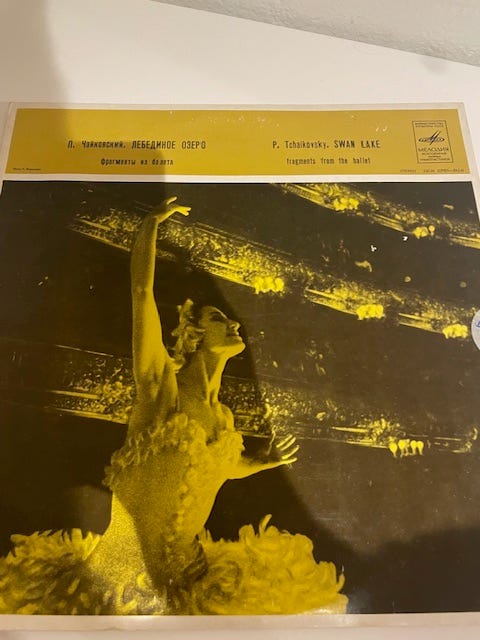 П. Чайковский. ЛЕБЕДИНОЕ ОЗЕРО
фрагменты из балета
P. Tchaikovsky. SWAN LAKE
fragments from the ballet
МЕЛОДИЯ